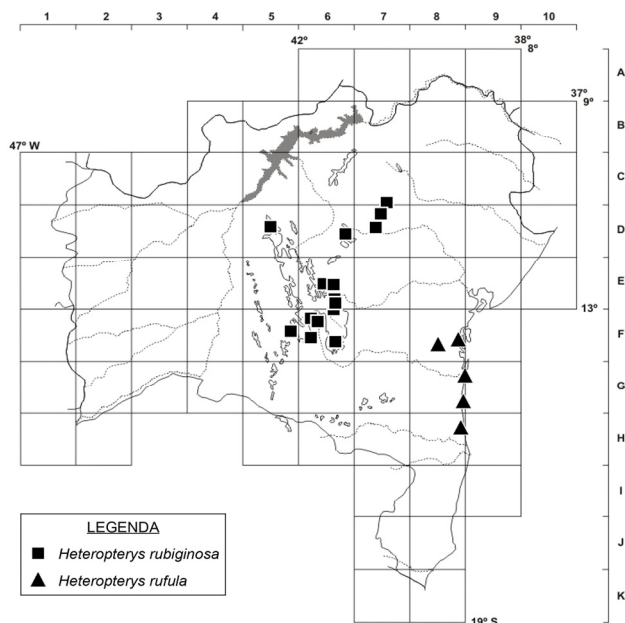 1 2 3 4 5 6 7 8 9 10
42º 38º
8º
A
37º
9º
B
47º W
C
D
E
13º
F
G
H
I
LEGENDA
J
Heteropterys rubiginosa
Heteropterys rufula
K
19º S